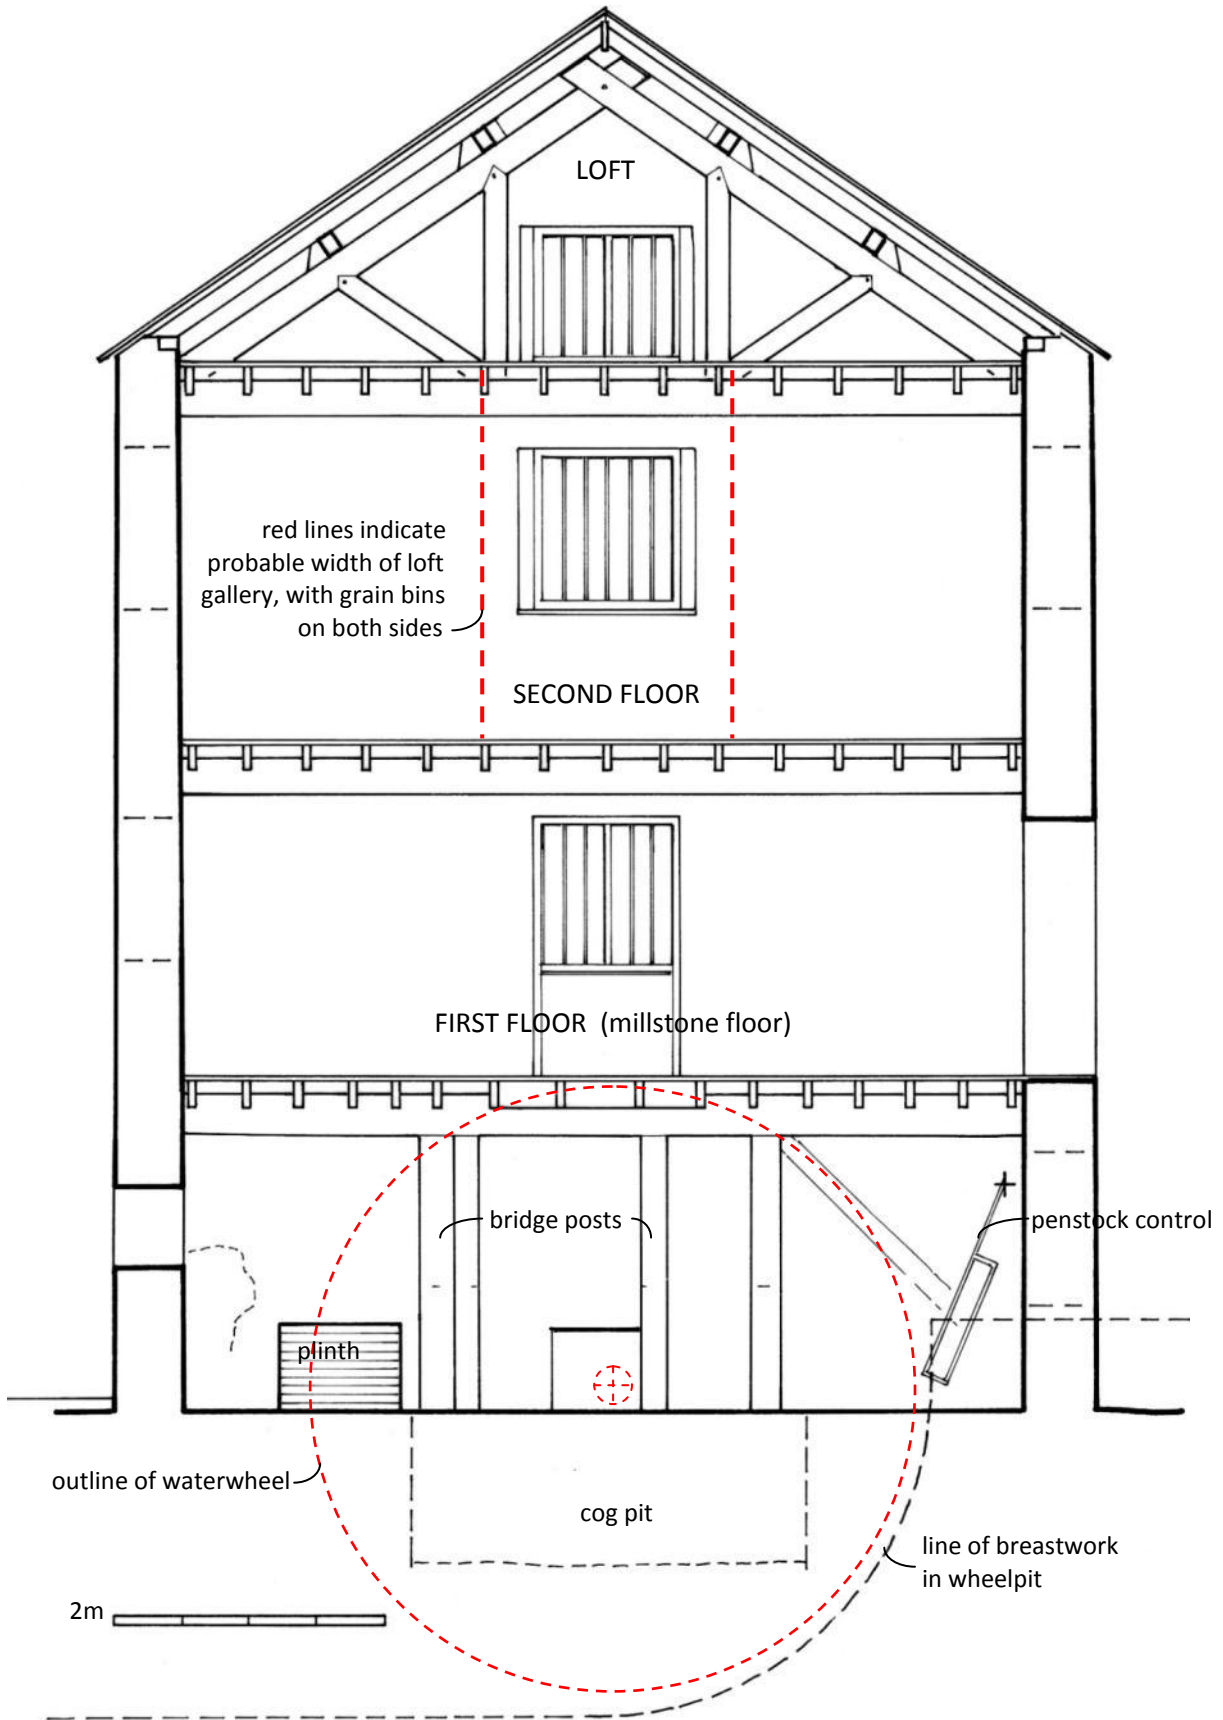 LOFT
red lines indicate
probable width of loft
gallery, with grain bins
on both sides
SECOND FLOOR
FIRST FLOOR (millstone floor)
bridge posts
penstock control
plinth
outline of waterwheel
cog pit
line of breastwork
in wheelpit
2m